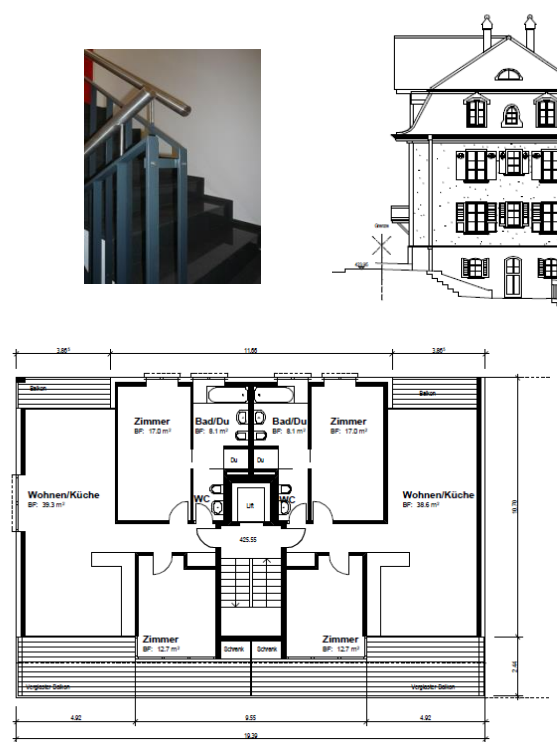 Grenze
3.86⁵
11.66
3.86⁵
Balkon
Balkon
Zimmer
BF: 17.0 m²
Bad/Du
BF: 8.1 m²
Bad/Du
BF: 8.1 m²
Zimmer
BF: 17.0 m²
Du
Du
Wohnen/Küche
BF: 39.3 m²
WC
Lift
WC
Wohnen/Küche
BF: 38.6 m²
425.55
Zimmer
BF: 12.7 m²
Schrank
Schrank
Zimmer
BF: 12.7 m²
2.44
Verglaster Balkon
Verglaster Balkon
4.92
9.55
4.92
19.39